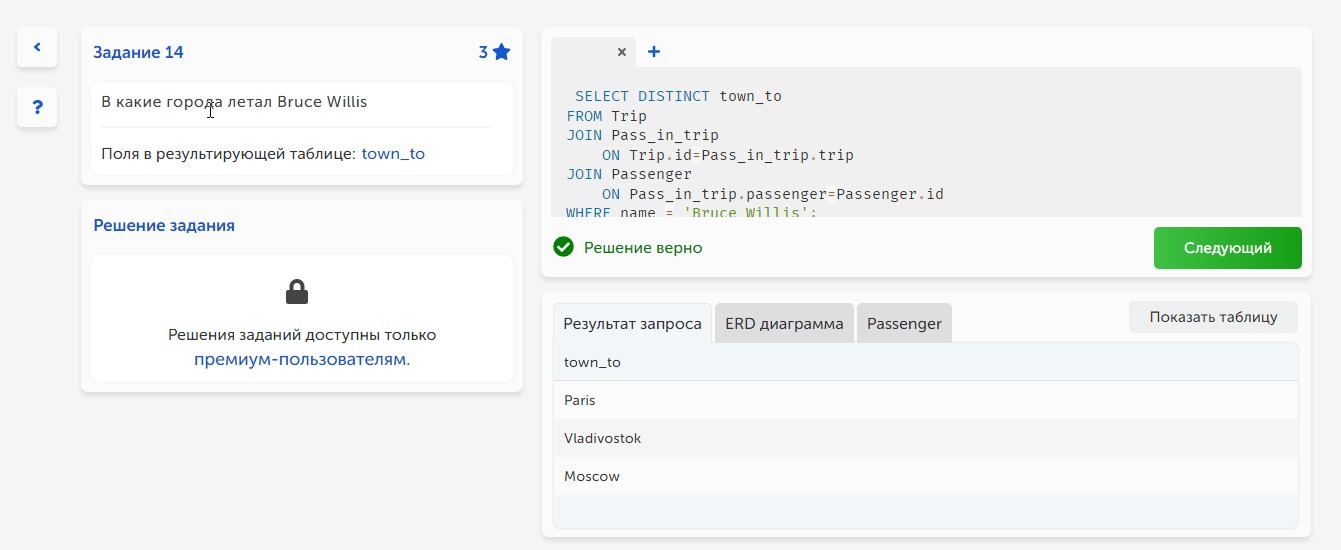 Задание 14
3
В какие города летал Bruce Willis
Поля в результирующей таблице: town_to
Решение задания
Решения заданий доступны только
премиум-пользователям.
?
SELECT DISTINCT town_to
FROM Trip
JOIN Pass_in_trip
ON Trip.id=Pass_in_trip.trip
JOIN Passenger
ON Pass_in_trip.passenger=Passenger.id
WHERE name = 'Bruce Willis';
Решение верно
Следующий
Результат запроса
ERD диаграмма
Passenger
Показать таблицу
town_to
Paris
Vladivostok
Moscow